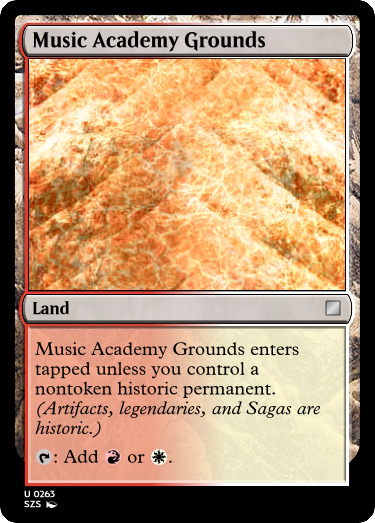 Music Academy Grounds
Land
Music Academy Grounds enters
tapped unless you control a
nontoken historic permanent.
(Artifacts, legendaries, and Sagas are
historic.)
: Add or .
U 0263
SZS